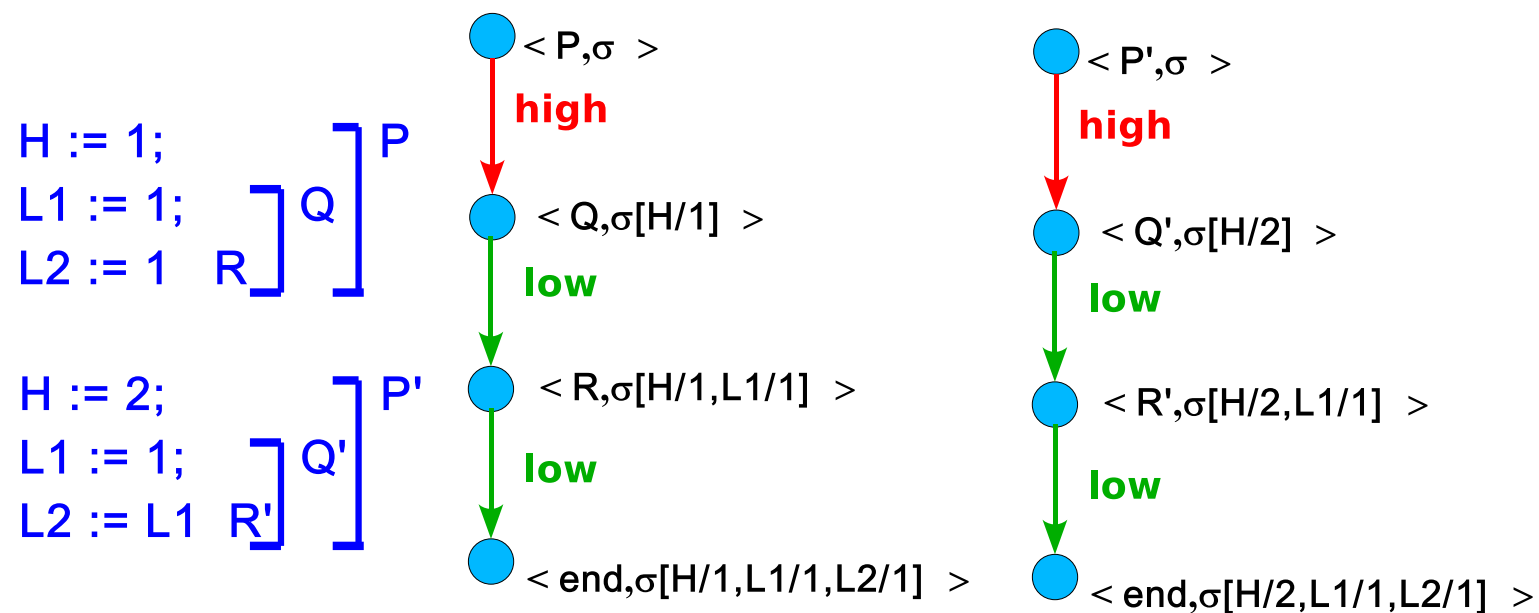 H := 1;
L1 := 1;
L2 := 1 R
Q
P
H := 2;
L1 := 1;
L2 := L1 R'
Q'
P'
< P,σ >
high
< Q,σ[H/1] >
low
< R,σ[H/1,L1/1] >
low
< end,σ[H/1,L1/1,L2/1] >
< P',σ >
high
< Q',σ[H/2] >
low
< R',σ[H/2,L1/1] >
low
< end,σ[H/2,L1/1,L2/1] >